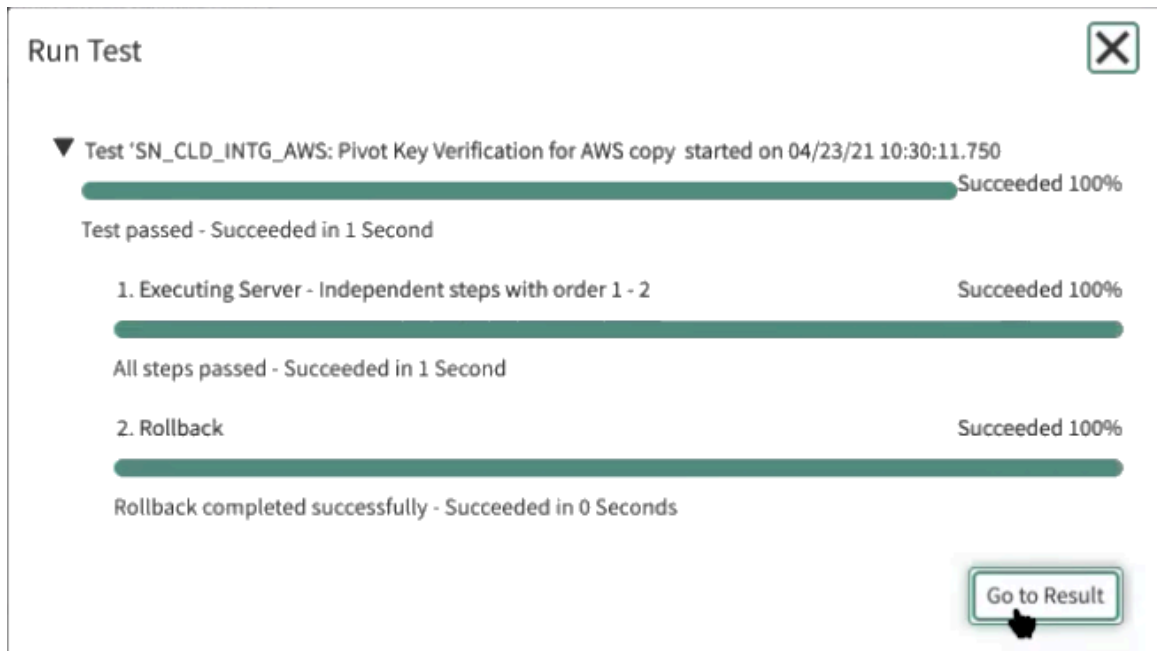 Run Test
Test 'SN_CLD_INTG_AWS: Pivot Key Verification for AWS copy started on 04/23/21 10:30:11.750
Succeeded 100%
Test passed - Succeeded in 1 Second
1. Executing Server - Independent steps with order 1 - 2 Succeeded 100%
All steps passed - Succeeded in 1 Second
2. Rollback Succeeded 100%
Rollback completed successfully - Succeeded in 0 Seconds
Go to Result